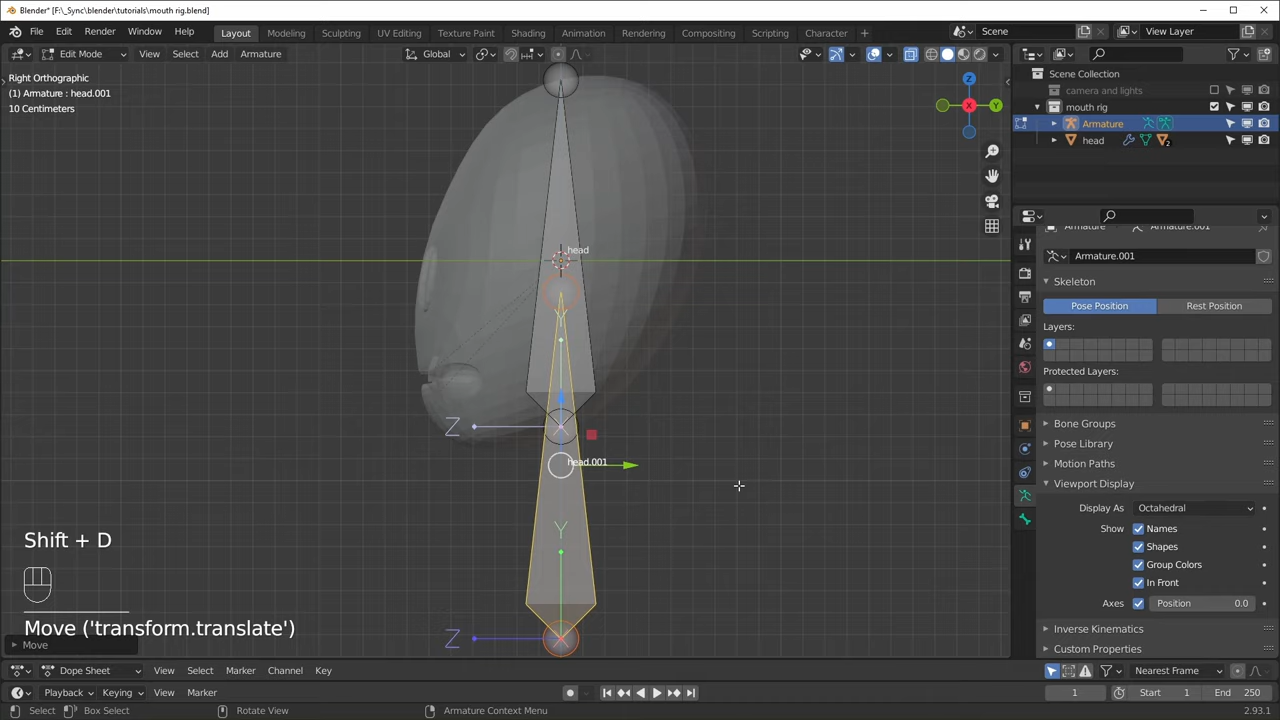 Blender* [F:\_Sync\blender\tutorials\mouth rig.blend]
File Edit Render Window Help Layout Modeling Sculpting UV Editing Texture Paint Shading Animation Rendering Compositing Scripting Character + Scene View Layer
Edit Mode View Select Add Armature Global
Right Orthographic
(1) Armature : head.001
10 Centimeters
Z
Y
X
Scene Collection
camera and lights
mouth rig
Armature
head
2
Armature
Armature.001
Armature.001
Skeleton
Pose Position Rest Position
Layers:
Protected Layers:
Bone Groups
Pose Library
Motion Paths
Viewport Display
Display As Octahedral
Show Names
Shapes
Group Colors
In Front
Axes Position 0.0
Inverse Kinematics
Custom Properties
head
Y
Z
X
head.001
Y
Z
X
Shift + D
Move ('transform.translate')
Move
Dope Sheet View Select Marker Channel Key Nearest Frame
Playback Keying View Marker 1 Start 1 End 250
Select Box Select Rotate View Armature Context Menu 2.93.1